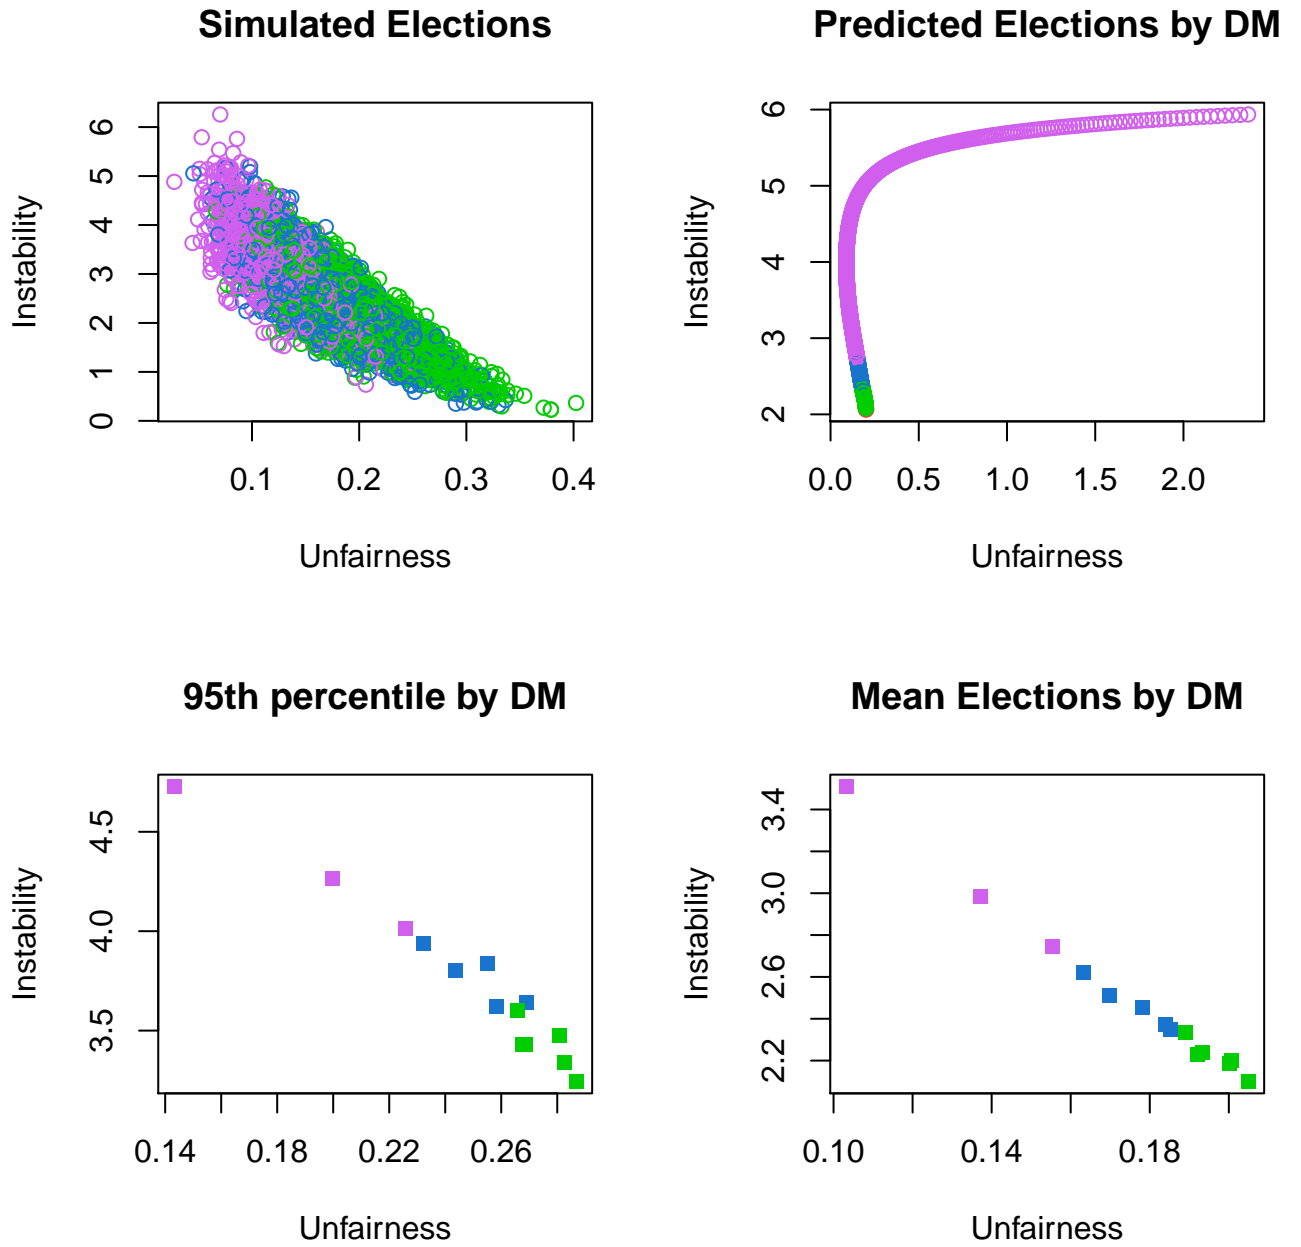 Simulated Elections
Instability
6
5
4
3
2
1
0
0.1 0.2 0.3 0.4
Unfairness
Predicted Elections by DM
Instability
6
5
4
3
2
0.0 0.5 1.0 1.5 2.0
Unfairness
95th percentile by DM
Instability
4.5
4.0
3.5
0.14 0.18 0.22 0.26
Unfairness
Mean Elections by DM
Instability
3.4
3.0
2.6
2.2
0.10 0.14 0.18
Unfairness